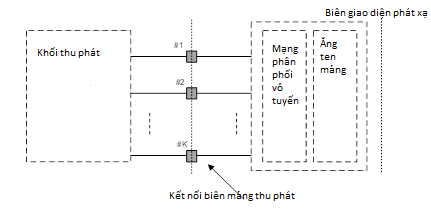 Biên giao diện phát xạ
Khối thu phát
#1
#2
#K
Mạng
phân
phối
vô
tuyến
Ăng
ten
mảng
Kết nối biên mảng thu phát